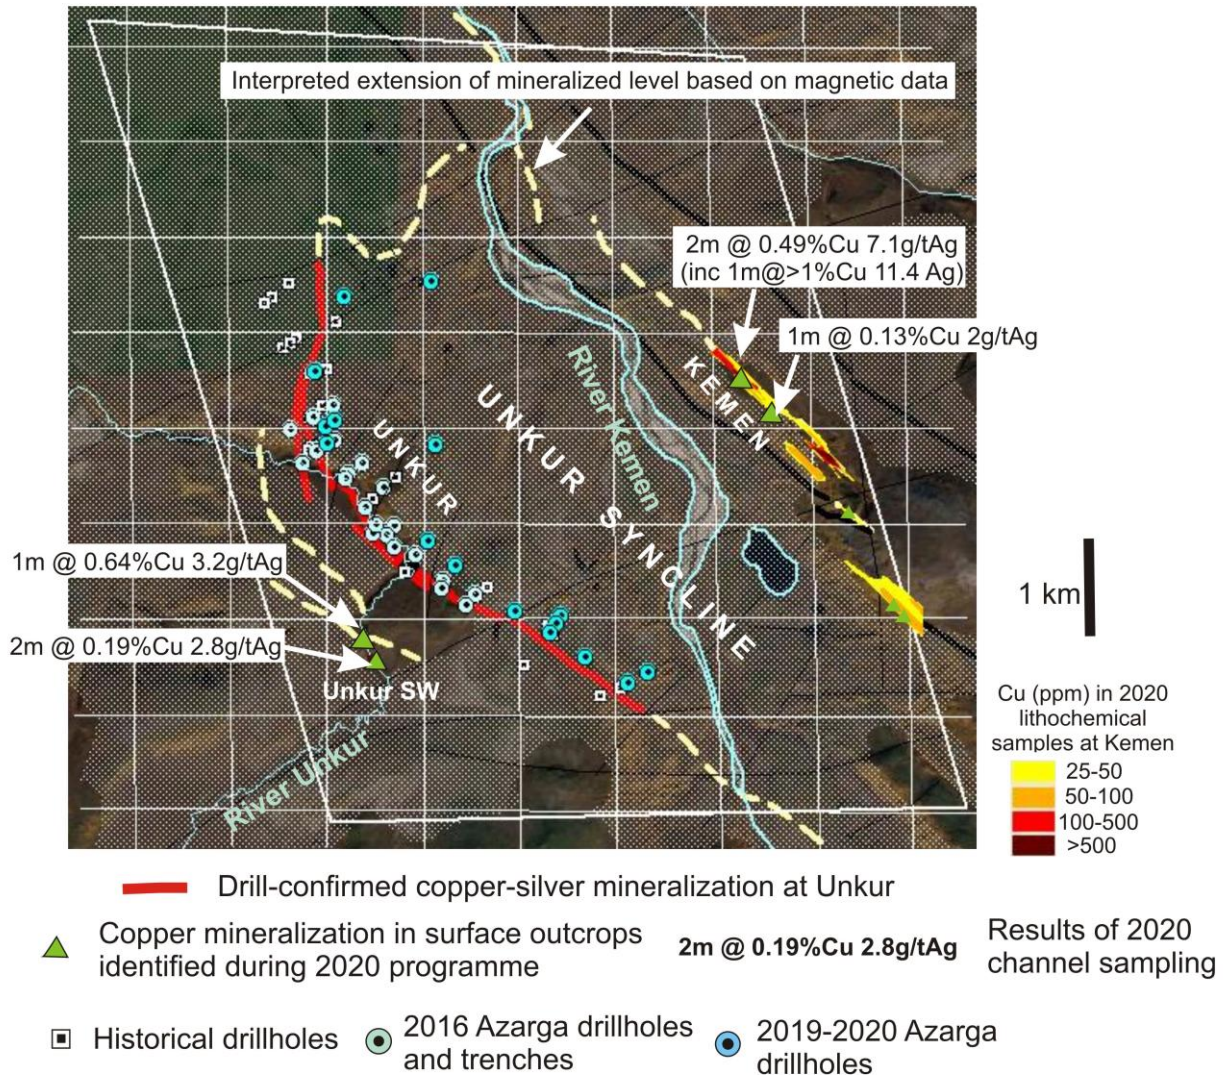 Interpreted extension of mineralized level based on magnetic data
2m @ 0.49%Cu 7.1g/tAg
(inc 1m@>1%Cu 11.4 Ag)
1m @ 0.13%Cu 2g/tAg
KEMEN
UNKUR
UNKUR SYNCLINE
River Kemen
1m @ 0.64%Cu 3.2g/tAg
2m @ 0.19%Cu 2.8g/tAg
Unkur SW
River Unkur
1 km
Cu (ppm) in 2020
lithochemical
samples at Kemen
25-50
50-100
100-500
>500
Drill-confirmed copper-silver mineralization at Unkur
Copper mineralization in surface outcrops
identified during 2020 programme
2m @ 0.19%Cu 2.8g/tAg
Results of 2020
channel sampling
Historical drillholes
2016 Azarga drillholes
and trenches
2019-2020 Azarga
drillholes